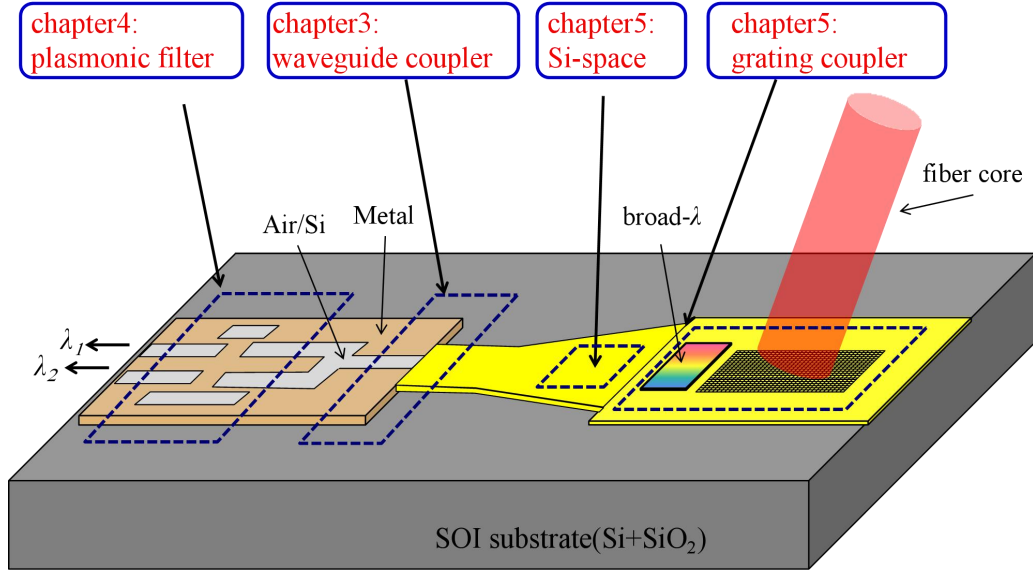 chapter4:
plasmonic filter
chapter3:
waveguide coupler
chapter5:
Si-space
chapter5:
grating coupler
fiber core
broad-λ
Metal
Air/Si
λ1
λ2
SOI substrate(Si+SiO2)